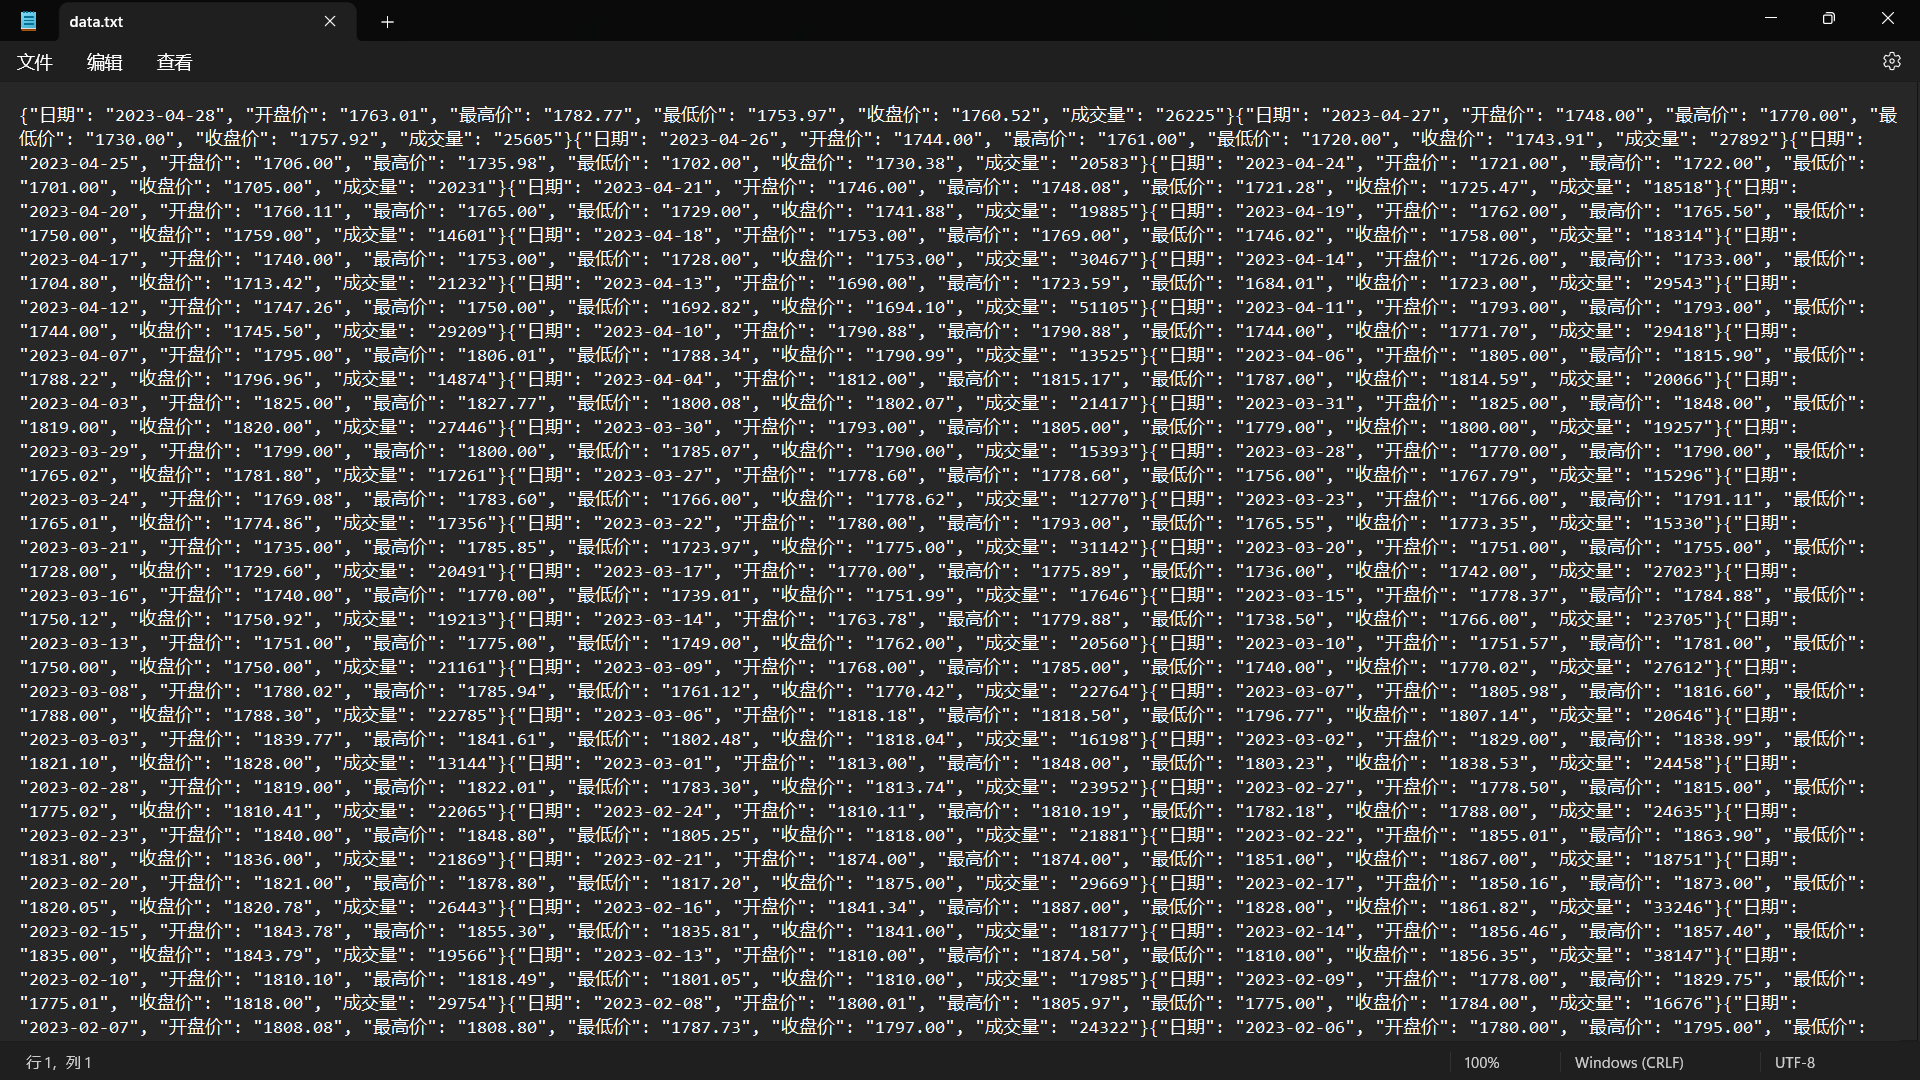 data.txt
文件 编辑 查看
{"日期": "2023-04-28", "开盘价": "1763.01", "最高价": "1782.77", "最低价": "1753.97", "收盘价": "1760.52", "成交量": "26225"}{"日期": "2023-04-27", "开盘价": "1748.00", "最高价": "1770.00", "最
低价": "1730.00", "收盘价": "1757.92", "成交量": "25605"}{"日期": "2023-04-26", "开盘价": "1744.00", "最高价": "1761.00", "最低价": "1720.00", "收盘价": "1743.91", "成交量": "27892"}{"日期":
"2023-04-25", "开盘价": "1706.00", "最高价": "1735.98", "最低价": "1702.00", "收盘价": "1730.38", "成交量": "20583"}{"日期": "2023-04-24", "开盘价": "1721.00", "最高价": "1722.00", "最低价":
"1701.00", "收盘价": "1705.00", "成交量": "20231"}{"日期": "2023-04-21", "开盘价": "1746.00", "最高价": "1748.08", "最低价": "1721.28", "收盘价": "1725.47", "成交量": "18518"}{"日期":
"2023-04-20", "开盘价": "1760.11", "最高价": "1765.00", "最低价": "1729.00", "收盘价": "1741.88", "成交量": "19885"}{"日期": "2023-04-19", "开盘价": "1762.00", "最高价": "1765.50", "最低价":
"1750.00", "收盘价": "1759.00", "成交量": "14601"}{"日期": "2023-04-18", "开盘价": "1753.00", "最高价": "1769.00", "最低价": "1746.02", "收盘价": "1758.00", "成交量": "18314"}{"日期":
"2023-04-17", "开盘价": "1740.00", "最高价": "1753.00", "最低价": "1728.00", "收盘价": "1753.00", "成交量": "30467"}{"日期": "2023-04-14", "开盘价": "1726.00", "最高价": "1733.00", "最低价":
"1704.80", "收盘价": "1713.42", "成交量": "21232"}{"日期": "2023-04-13", "开盘价": "1690.00", "最高价": "1723.59", "最低价": "1684.01", "收盘价": "1723.00", "成交量": "29543"}{"日期":
"2023-04-12", "开盘价": "1747.26", "最高价": "1750.00", "最低价": "1692.82", "收盘价": "1694.10", "成交量": "51105"}{"日期": "2023-04-11", "开盘价": "1793.00", "最高价": "1793.00", "最低价":
"1744.00", "收盘价": "1745.50", "成交量": "29209"}{"日期": "2023-04-10", "开盘价": "1790.88", "最高价": "1790.88", "最低价": "1744.00", "收盘价": "1771.70", "成交量": "29418"}{"日期":
"2023-04-07", "开盘价": "1795.00", "最高价": "1806.01", "最低价": "1788.34", "收盘价": "1790.99", "成交量": "13525"}{"日期": "2023-04-06", "开盘价": "1805.00", "最高价": "1815.90", "最低价":
"1788.22", "收盘价": "1796.96", "成交量": "14874"}{"日期": "2023-04-04", "开盘价": "1812.00", "最高价": "1815.17", "最低价": "1787.00", "收盘价": "1814.59", "成交量": "20066"}{"日期":
"2023-04-03", "开盘价": "1825.00", "最高价": "1827.77", "最低价": "1800.08", "收盘价": "1802.07", "成交量": "21417"}{"日期": "2023-03-31", "开盘价": "1825.00", "最高价": "1848.00", "最低价":
"1819.00", "收盘价": "1820.00", "成交量": "27446"}{"日期": "2023-03-30", "开盘价": "1793.00", "最高价": "1805.00", "最低价": "1779.00", "收盘价": "1800.00", "成交量": "19257"}{"日期":
"2023-03-29", "开盘价": "1799.00", "最高价": "1800.00", "最低价": "1785.07", "收盘价": "1790.00", "成交量": "15393"}{"日期": "2023-03-28", "开盘价": "1770.00", "最高价": "1790.00", "最低价":
"1765.02", "收盘价": "1781.80", "成交量": "17261"}{"日期": "2023-03-27", "开盘价": "1778.60", "最高价": "1778.60", "最低价": "1756.00", "收盘价": "1767.79", "成交量": "15296"}{"日期":
"2023-03-24", "开盘价": "1769.08", "最高价": "1783.60", "最低价": "1766.00", "收盘价": "1778.62", "成交量": "12770"}{"日期": "2023-03-23", "开盘价": "1766.00", "最高价": "1791.11", "最低价":
"1765.01", "收盘价": "1774.86", "成交量": "17356"}{"日期": "2023-03-22", "开盘价": "1780.00", "最高价": "1793.00", "最低价": "1765.55", "收盘价": "1773.35", "成交量": "15330"}{"日期":
"2023-03-21", "开盘价": "1735.00", "最高价": "1785.85", "最低价": "1723.97", "收盘价": "1775.00", "成交量": "31142"}{"日期": "2023-03-20", "开盘价": "1751.00", "最高价": "1755.00", "最低价":
"1728.00", "收盘价": "1729.60", "成交量": "20491"}{"日期": "2023-03-17", "开盘价": "1770.00", "最高价": "1775.89", "最低价": "1736.00", "收盘价": "1742.00", "成交量": "27023"}{"日期":
"2023-03-16", "开盘价": "1740.00", "最高价": "1770.00", "最低价": "1739.01", "收盘价": "1751.99", "成交量": "17646"}{"日期": "2023-03-15", "开盘价": "1778.37", "最高价": "1784.88", "最低价":
"1750.12", "收盘价": "1750.92", "成交量": "19213"}{"日期": "2023-03-14", "开盘价": "1763.78", "最高价": "1779.88", "最低价": "1738.50", "收盘价": "1766.00", "成交量": "23705"}{"日期":
"2023-03-13", "开盘价": "1751.00", "最高价": "1775.00", "最低价": "1749.00", "收盘价": "1762.00", "成交量": "20560"}{"日期": "2023-03-10", "开盘价": "1751.57", "最高价": "1781.00", "最低价":
"1750.00", "收盘价": "1750.00", "成交量": "21161"}{"日期": "2023-03-09", "开盘价": "1768.00", "最高价": "1785.00", "最低价": "1740.00", "收盘价": "1770.02", "成交量": "27612"}{"日期":
"2023-03-08", "开盘价": "1780.02", "最高价": "1785.94", "最低价": "1761.12", "收盘价": "1770.42", "成交量": "22764"}{"日期": "2023-03-07", "开盘价": "1805.98", "最高价": "1816.60", "最低价":
"1788.00", "收盘价": "1788.30", "成交量": "22785"}{"日期": "2023-03-06", "开盘价": "1818.18", "最高价": "1818.50", "最低价": "1796.77", "收盘价": "1807.14", "成交量": "20646"}{"日期":
"2023-03-03", "开盘价": "1839.77", "最高价": "1841.61", "最低价": "1802.48", "收盘价": "1818.04", "成交量": "16198"}{"日期": "2023-03-02", "开盘价": "1829.00", "最高价": "1838.99", "最低价":
"1821.10", "收盘价": "1828.00", "成交量": "13144"}{"日期": "2023-03-01", "开盘价": "1813.00", "最高价": "1848.00", "最低价": "1803.23", "收盘价": "1838.53", "成交量": "24458"}{"日期":
"2023-02-28", "开盘价": "1819.00", "最高价": "1822.01", "最低价": "1783.30", "收盘价": "1813.74", "成交量": "23952"}{"日期": "2023-02-27", "开盘价": "1778.50", "最高价": "1815.00", "最低价":
"1775.02", "收盘价": "1810.41", "成交量": "22065"}{"日期": "2023-02-24", "开盘价": "1810.11", "最高价": "1810.19", "最低价": "1782.18", "收盘价": "1788.00", "成交量": "24635"}{"日期":
"2023-02-23", "开盘价": "1840.00", "最高价": "1848.80", "最低价": "1805.25", "收盘价": "1818.00", "成交量": "21881"}{"日期": "2023-02-22", "开盘价": "1855.01", "最高价": "1863.90", "最低价":
"1831.80", "收盘价": "1836.00", "成交量": "21869"}{"日期": "2023-02-21", "开盘价": "1874.00", "最高价": "1874.00", "最低价": "1851.00", "收盘价": "1867.00", "成交量": "18751"}{"日期":
"2023-02-20", "开盘价": "1821.00", "最高价": "1878.80", "最低价": "1817.20", "收盘价": "1875.00", "成交量": "29669"}{"日期": "2023-02-17", "开盘价": "1850.16", "最高价": "1873.00", "最低价":
"1820.05", "收盘价": "1820.78", "成交量": "26443"}{"日期": "2023-02-16", "开盘价": "1841.34", "最高价": "1887.00", "最低价": "1828.00", "收盘价": "1861.82", "成交量": "33246"}{"日期":
"2023-02-15", "开盘价": "1843.78", "最高价": "1855.30", "最低价": "1835.81", "收盘价": "1841.00", "成交量": "18177"}{"日期": "2023-02-14", "开盘价": "1856.46", "最高价": "1857.40", "最低价":
"1835.00", "收盘价": "1843.79", "成交量": "19566"}{"日期": "2023-02-13", "开盘价": "1810.00", "最高价": "1874.50", "最低价": "1810.00", "收盘价": "1856.35", "成交量": "38147"}{"日期":
"2023-02-10", "开盘价": "1810.10", "最高价": "1818.49", "最低价": "1801.05", "收盘价": "1810.00", "成交量": "17985"}{"日期": "2023-02-09", "开盘价": "1778.00", "最高价": "1829.75", "最低价":
"1775.01", "收盘价": "1818.00", "成交量": "29754"}{"日期": "2023-02-08", "开盘价": "1800.01", "最高价": "1805.97", "最低价": "1775.00", "收盘价": "1784.00", "成交量": "16676"}{"日期":
"2023-02-07", "开盘价": "1808.08", "最高价": "1808.80", "最低价": "1787.73", "收盘价": "1797.00", "成交量": "24322"}{"日期": "2023-02-06", "开盘价": "1780.00", "最高价": "1795.00", "最低价":
行 1, 列 1 100% Windows (CRLF) UTF-8